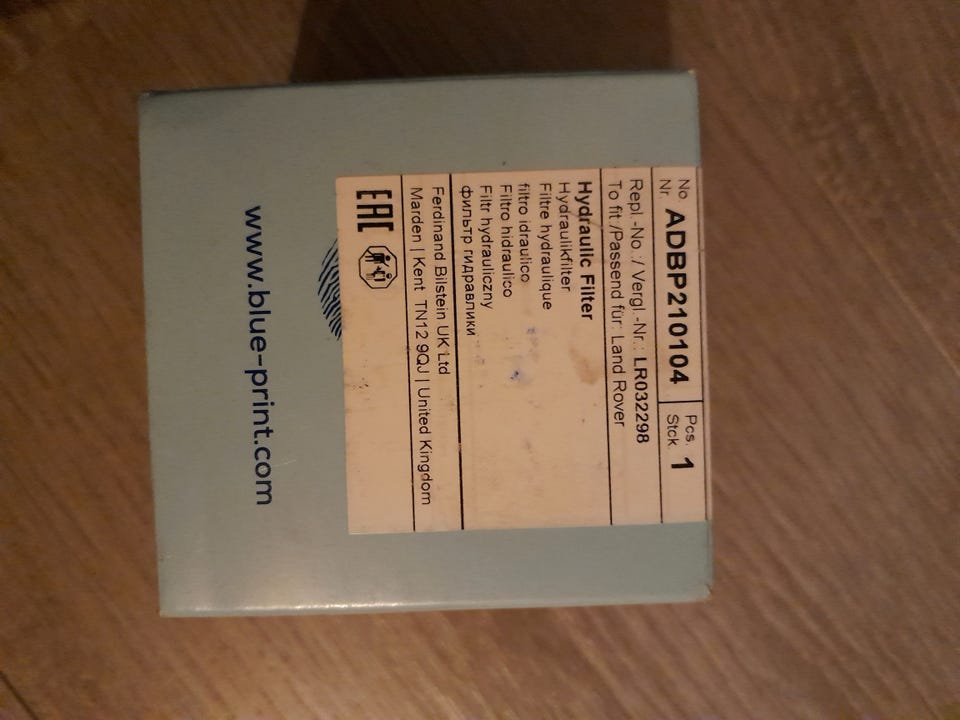 No.
Nr. ADBP210104
Pcs.
Stck. 1
Repl.-No.:/ Vergl.-Nr.: LR032298
To fit:/Passend für: Land Rover
Hydraulic Filter
Hydraulikfilter
Filtre hydraulique
filtro idraulico
Filtro hidraulico
Filtr hydrauliczny
фильтр гидравлики
Ferdinand Bilstein UK Ltd
Marden | Kent TN12 9QJ | United Kingdom
EAC
www.blue-print.com